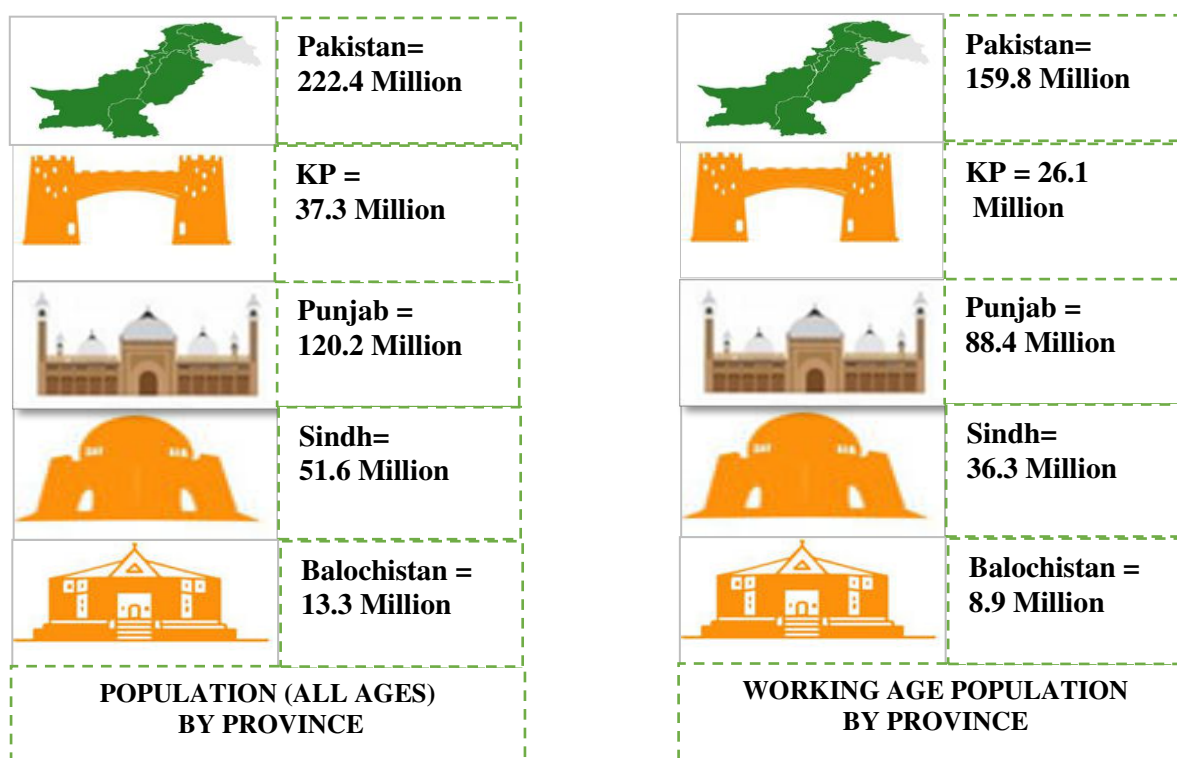 Pakistan=
222.4 Million
KP =
37.3 Million
Punjab =
120.2 Million
Sindh=
51.6 Million
Balochistan =
13.3 Million
POPULATION (ALL AGES)
BY PROVINCE
Pakistan=
159.8 Million
KP = 26.1
Million
Punjab =
88.4 Million
Sindh=
36.3 Million
Balochistan =
8.9 Million
WORKING AGE POPULATION
BY PROVINCE